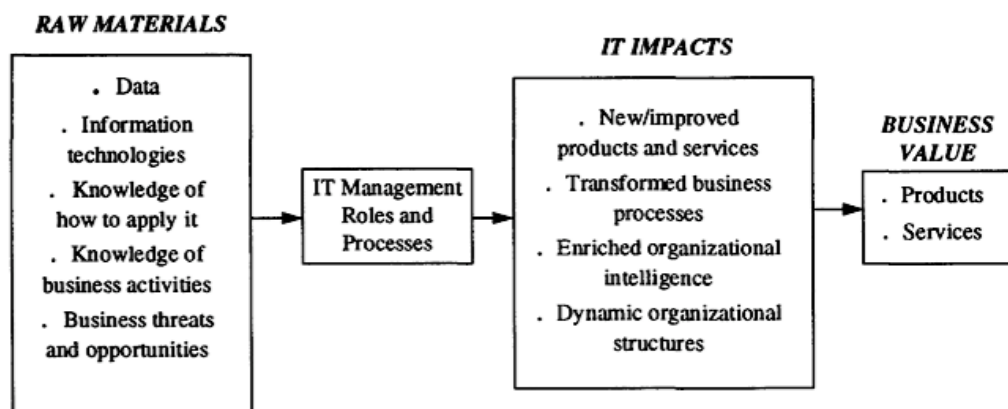 RAW MATERIALS
. Data
. Information
technologies
. Knowledge of
how to apply it
. Knowledge of
business activities
. Business threats
and opportunities
IT Management
Roles and
Processes
IT IMPACTS
. New/improved
products and services
. Transformed business
processes
. Enriched organizational
intelligence
. Dynamic organizational
structures
BUSINESS
VALUE
. Products
. Services